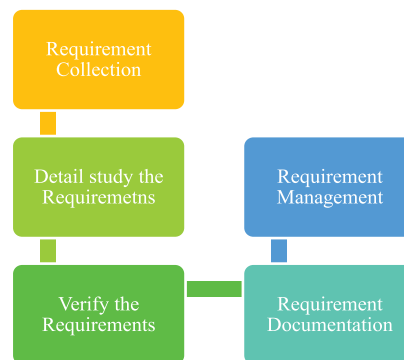 Requirement
Collection
Detail study the
Requiremetns
Verify the
Requirements
Requirement
Documentation
Requirement
Management